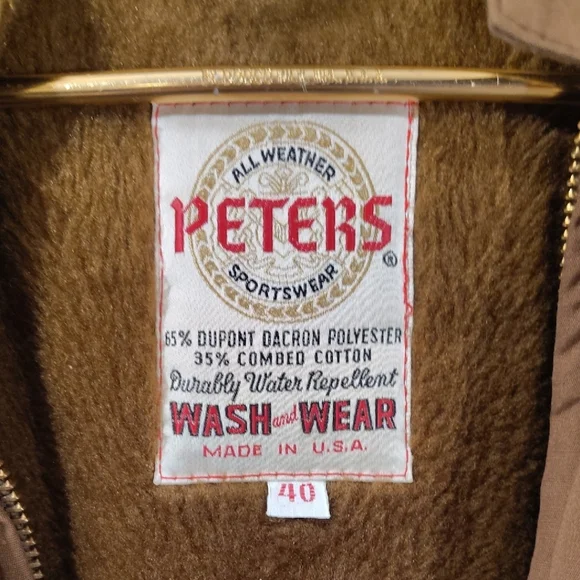 ALL WEATHER
PETERS
®
SPORTSWEAR
65% DUPONT DACRON POLYESTER
35% COMBED COTTON
Durably Water Repellent
WASH and WEAR
MADE IN U.S.A.
40